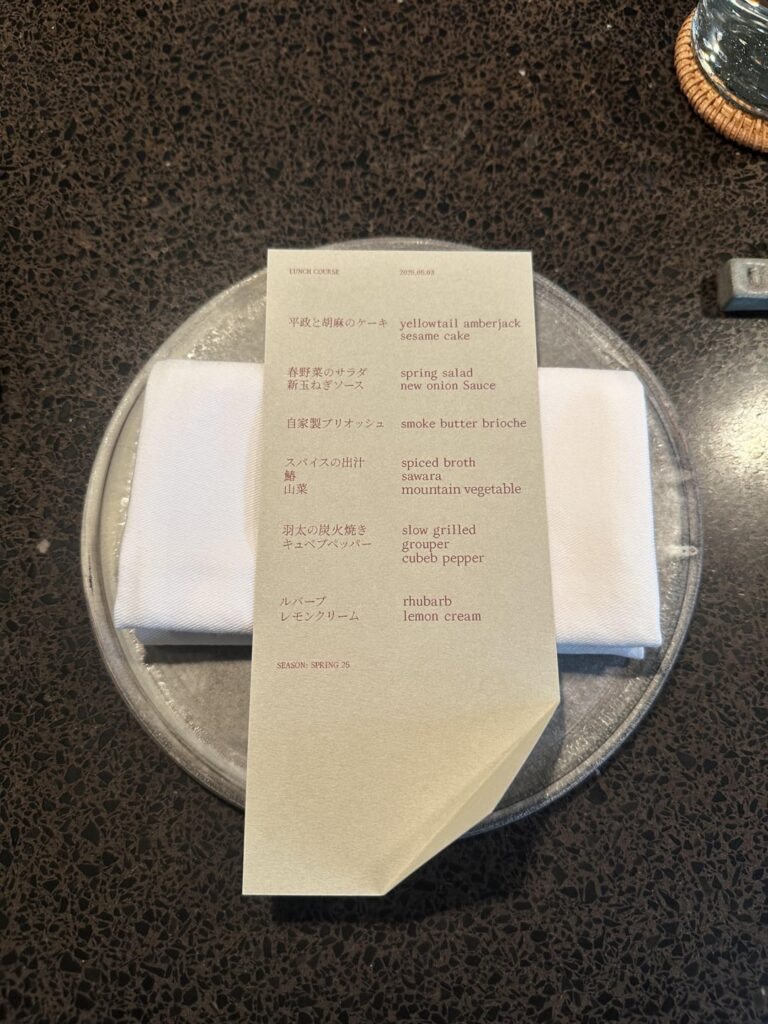 LUNCH COURSE 2025.05.03
平政と胡麻のケーキ yellowtail amberjack
sesame cake
春野菜のサラダ spring salad
新玉ねぎソース new onion Sauce
自家製ブリオッシュ smoke butter brioche
スパイスの出汁 spiced broth
鰆 sawara
山菜 mountain vegetable
羽太の炭火焼き slow grilled
キュベブペッパー grouper
cubeb pepper
ルバーブ rhubarb
レモンクリーム lemon cream
SEASON: SPRING 25